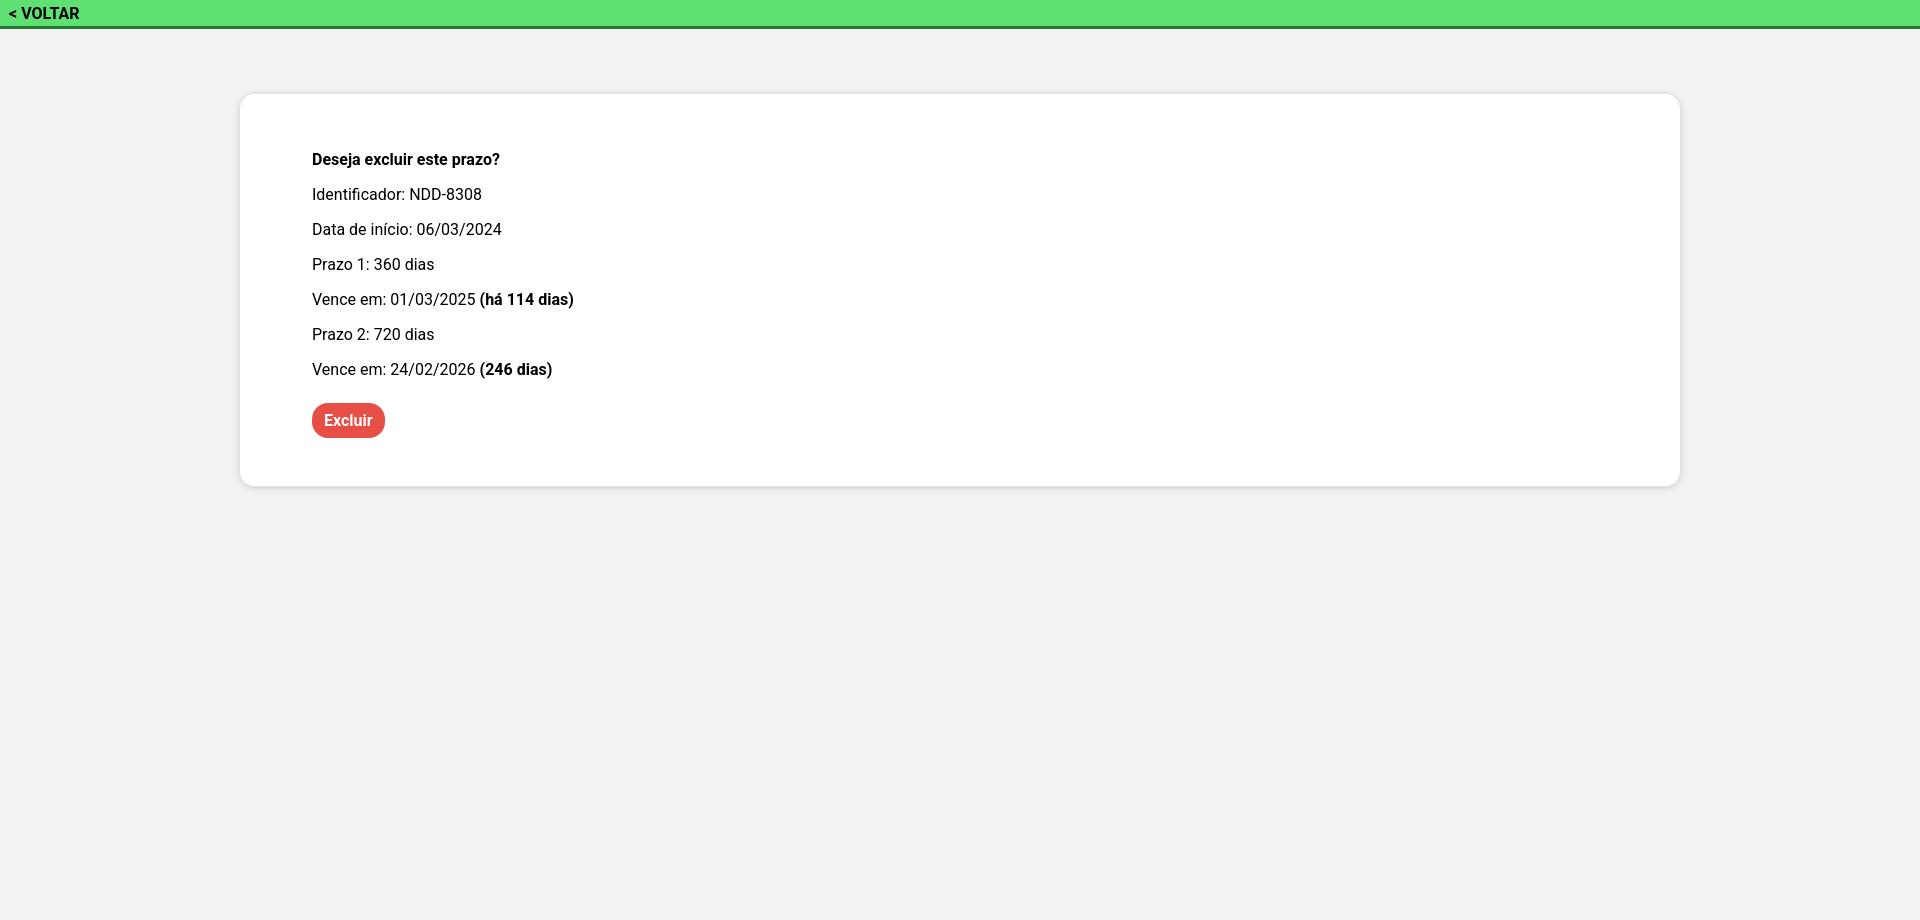 < VOLTAR
Deseja excluir este prazo?
Identificador: NDD-8308
Data de início: 06/03/2024
Prazo 1: 360 dias
Vence em: 01/03/2025 (há 114 dias)
Prazo 2: 720 dias
Vence em: 24/02/2026 (246 dias)
Excluir